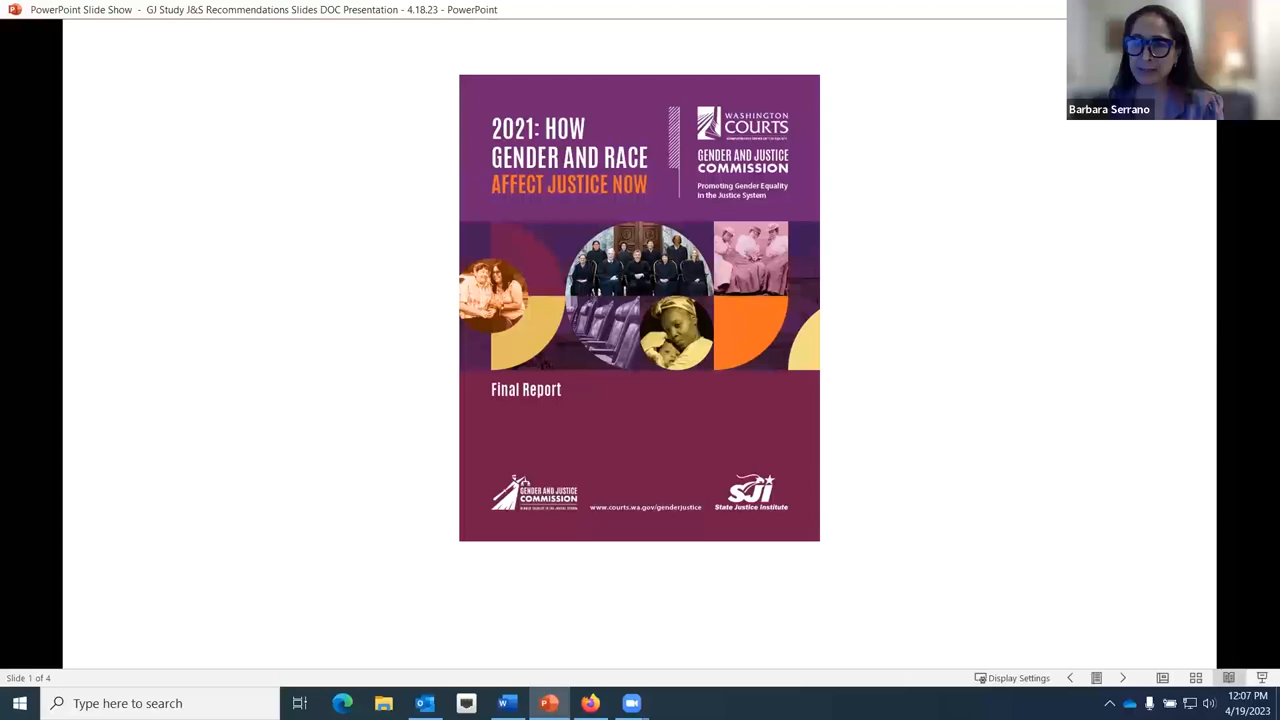 PowerPoint Slide Show - GJ Study J&S Recommendations Slides DOC Presentation - 4.18.23 - PowerPoint
Barbara Serrano
2021: HOW
GENDER AND RACE
AFFECT JUSTICE NOW
WASHINGTON
COURTS
GENDER AND JUSTICE
COMMISSION
Promoting Gender Equality
in the Justice System
Final Report
GENDER AND JUSTICE
COMMISSION
www.courts.wa.gov/genderjustice
SJI
State Justice Institute
Slide 1 of 4
Display Settings
Type here to search
12:07 PM
4/19/2023